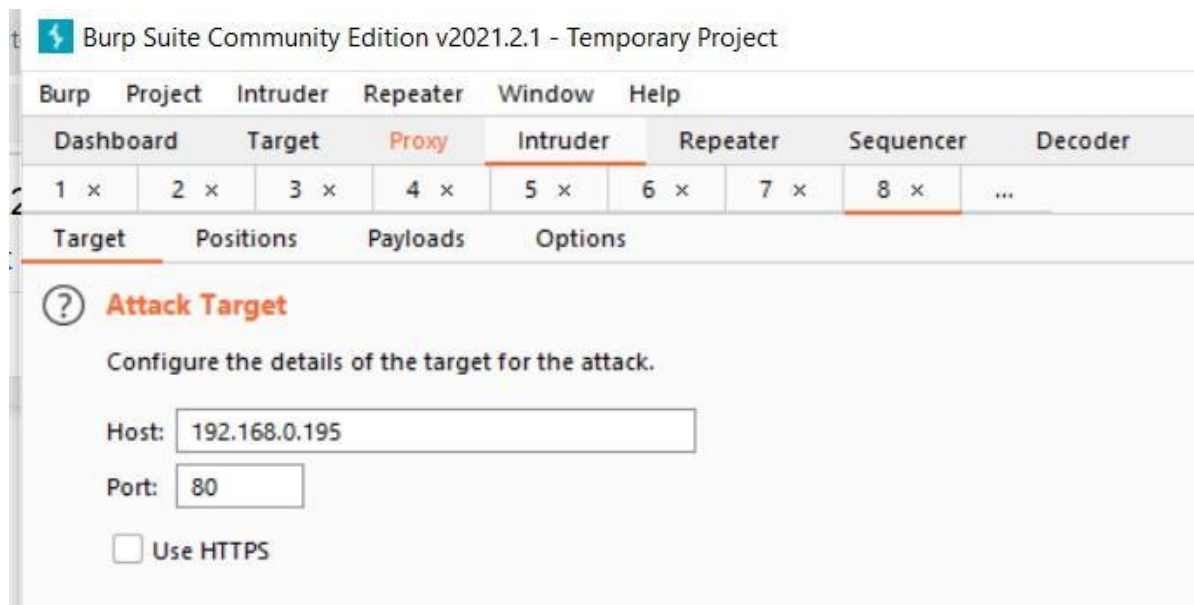 Burp Suite Community Edition v2021.2.1 - Temporary Project
Burp Project Intruder Repeater Window Help
Dashboard Target Proxy Intruder Repeater Sequencer Decoder
1 × 2 × 3 × 4 × 5 × 6 × 7 × 8 × ...
Target Positions Payloads Options
? Attack Target
Configure the details of the target for the attack.
Host: 192.168.0.195
Port: 80
Use HTTPS